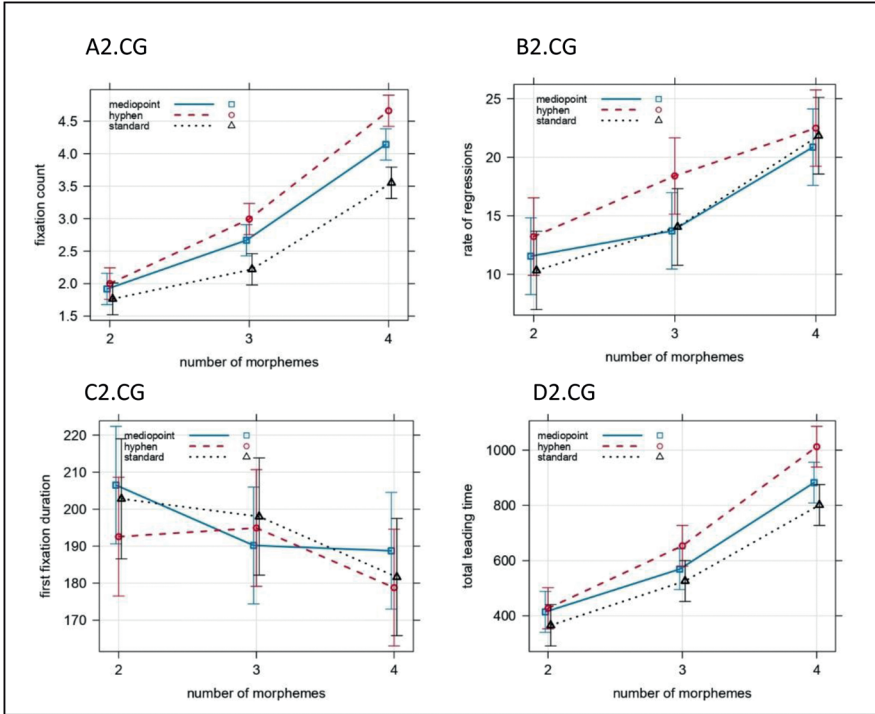 A2.CG
mediopoint
hyphen
standard
fixation count
4.5
4.0
3.5
3.0
2.5
2.0
1.5
2 3 4
number of morphemes
B2.CG
mediopoint
hyphen
standard
rate of regressions
25
22
16
13
10
2 3 4
number of morphemes
C2.CG
mediopoint
hyphen
standard
first fixation duration
220
210
200
190
180
170
2 3 4
number of morphemes
D2.CG
mediopoint
hyphen
standard
total teading time
1000
800
600
400
2 3 4
number of morphemes